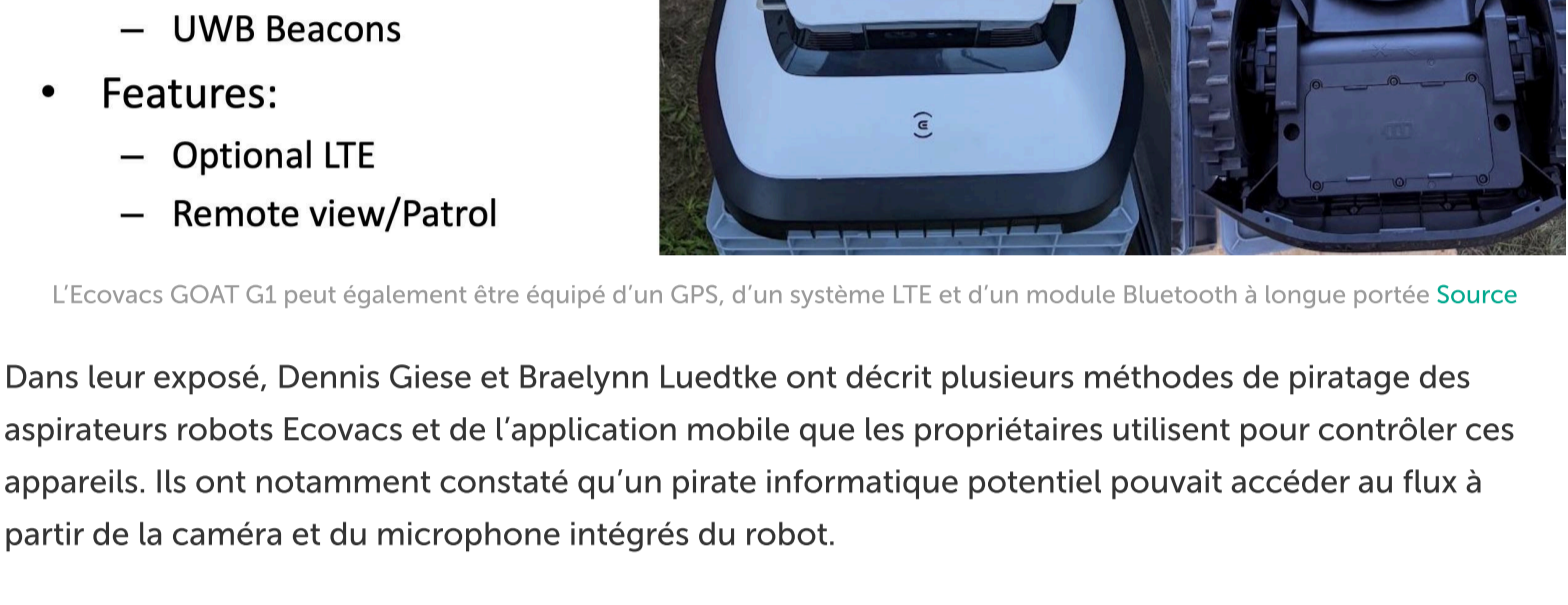 – UWB Beacons
• Features:
– Optional LTE
– Remote view/Patrol
L’Ecovacs GOAT G1 peut également être équipé d’un GPS, d’un système LTE et d’un module Bluetooth à longue portée Source
Dans leur exposé, Dennis Giese et Braelynn Luedtke ont décrit plusieurs méthodes de piratage des
aspirateurs robots Ecovacs et de l’application mobile que les propriétaires utilisent pour contrôler ces
appareils. Ils ont notamment constaté qu’un pirate informatique potentiel pouvait accéder au flux à
partir de la caméra et du microphone intégrés du robot.